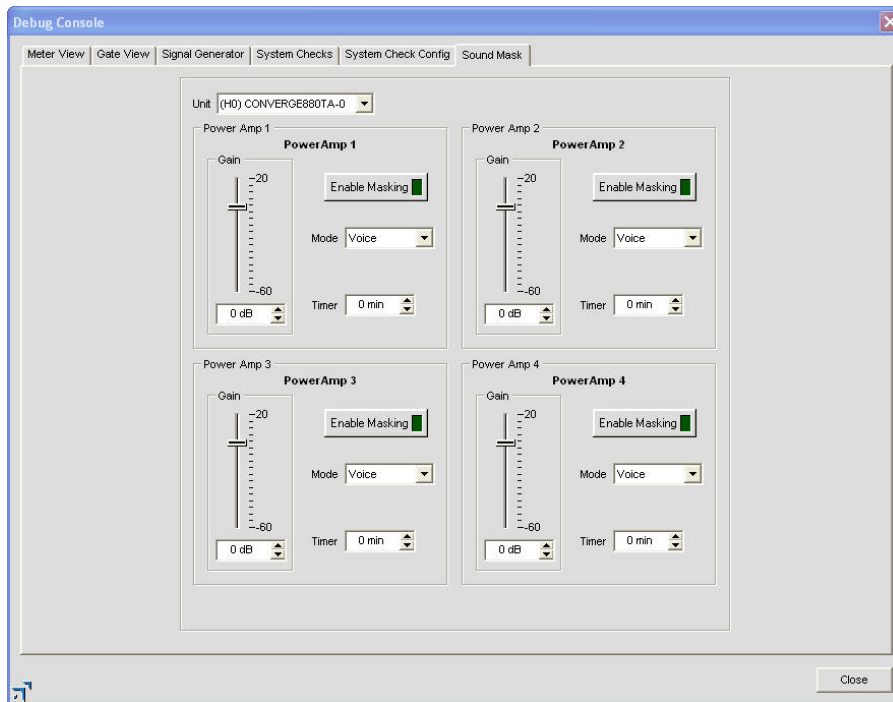 Debug Console
Meter View Gate View Signal Generator System Checks System Check Config Sound Mask
Unit (H0) CONVERGE880TA-0
Power Amp 1
PowerAmp 1
Gain
20
-60
0 dB
Enable Masking
Mode Voice
Timer 0 min
Power Amp 2
PowerAmp 2
Gain
20
-60
0 dB
Enable Masking
Mode Voice
Timer 0 min
Power Amp 3
PowerAmp 3
Gain
20
-60
0 dB
Enable Masking
Mode Voice
Timer 0 min
Power Amp 4
PowerAmp 4
Gain
20
-60
0 dB
Enable Masking
Mode Voice
Timer 0 min
Close